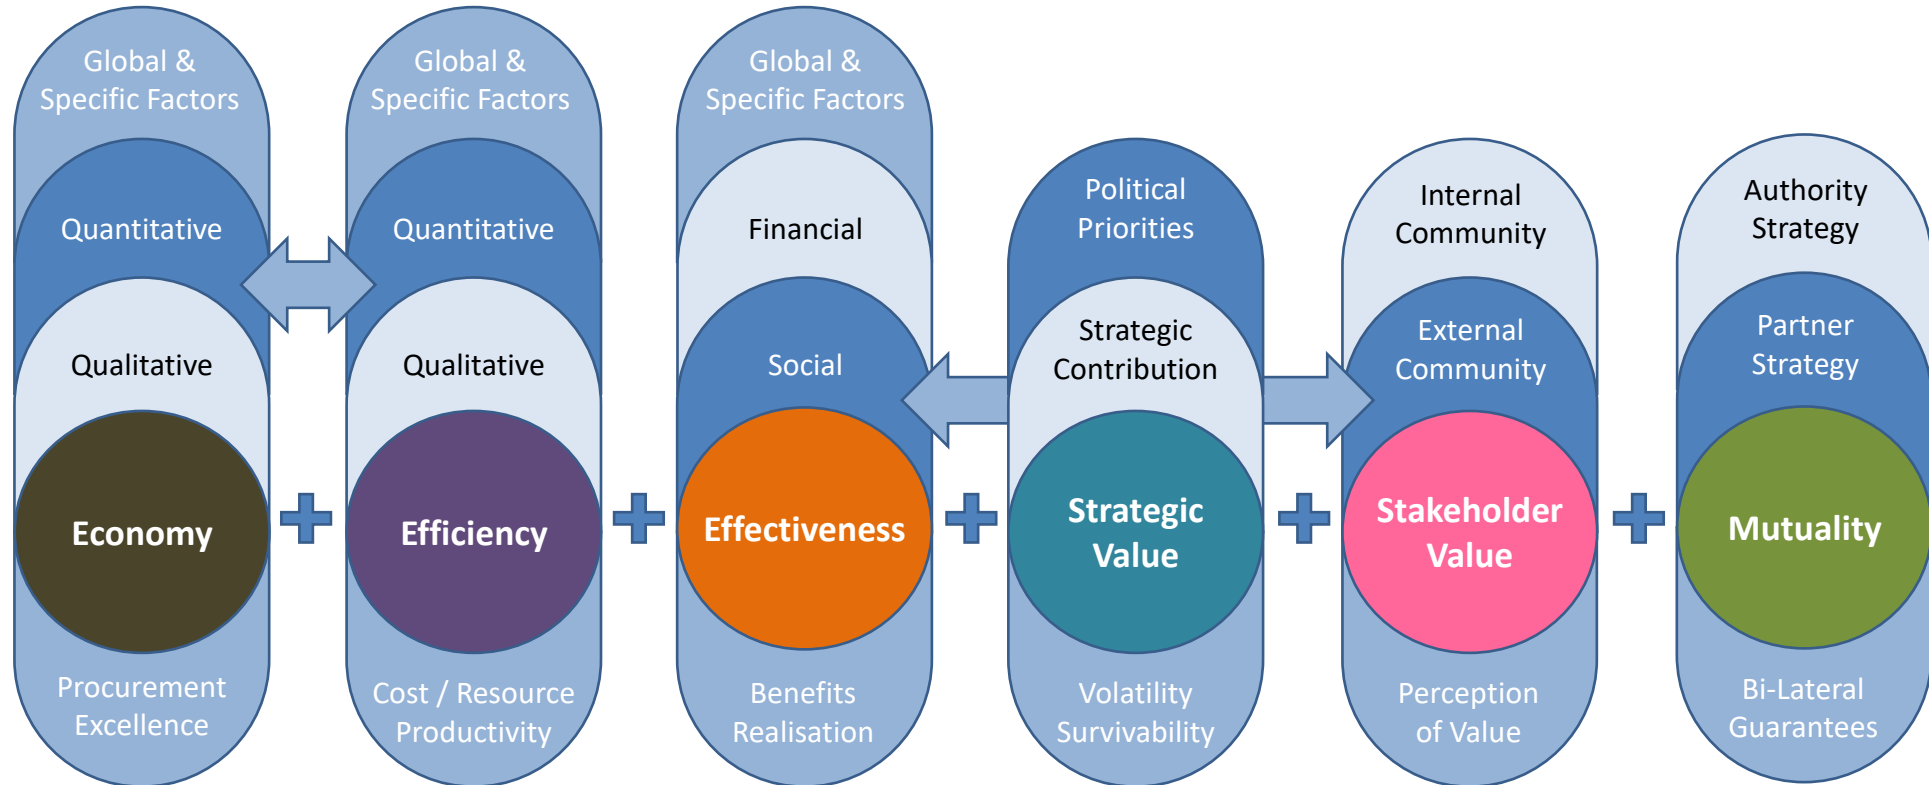 Global &
Specific Factors
Quantitative
Qualitative
Economy
Procurement
Excellence
Global &
Specific Factors
Quantitative
Qualitative
Efficiency
Cost / Resource
Productivity
Global &
Specific Factors
Financial
Social
Effectiveness
Benefits
Realisation
Political
Priorities
Strategic
Contribution
Strategic
Value
Volatility
Survivability
Internal
Community
External
Community
Stakeholder
Value
Perception
of Value
Authority
Strategy
Partner
Strategy
Mutuality
Bi-Lateral
Guarantees